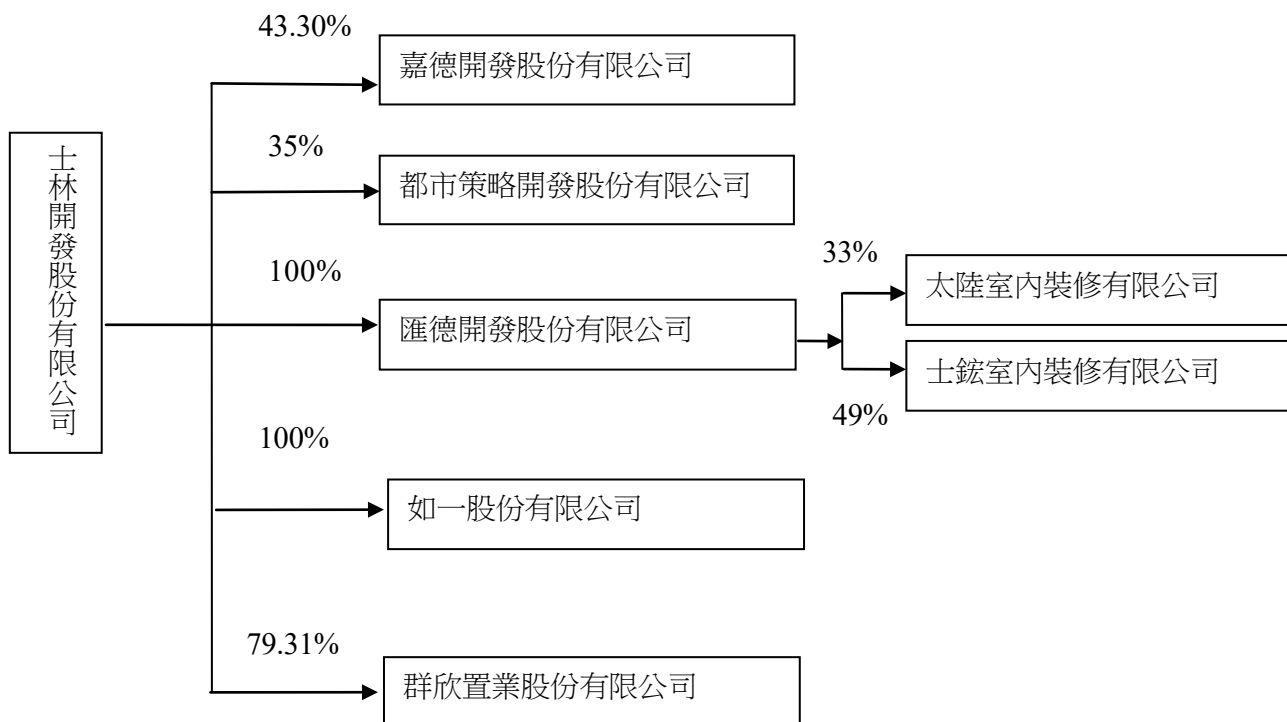 士林開發股份有限公司
43.30%
嘉德開發股份有限公司
35%
都市策略開發股份有限公司
100%
匯德開發股份有限公司
33%
太陸室內裝修有限公司
士鋐室內裝修有限公司
49%
100%
如一股份有限公司
79.31%
群欣置業股份有限公司